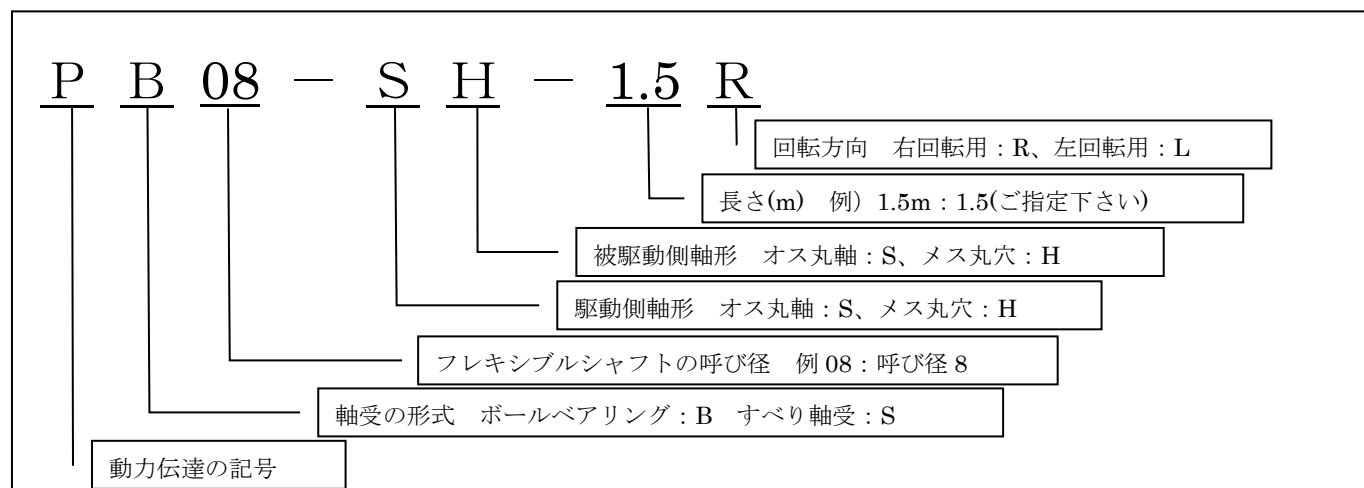 P B 08 － S H － 1.5 R
回転方向　右回転用：R、左回転用：L
長さ(m)　例）1.5m：1.5(ご指定下さい)
被駆動側軸形　オス丸軸：S、メス丸穴：H
駆動側軸形　オス丸軸：S、メス丸穴：H
フレキシブルシャフトの呼び径　例 08：呼び径 8
軸受の形式　ボールベアリング：B　すべり軸受：S
動力伝達の記号